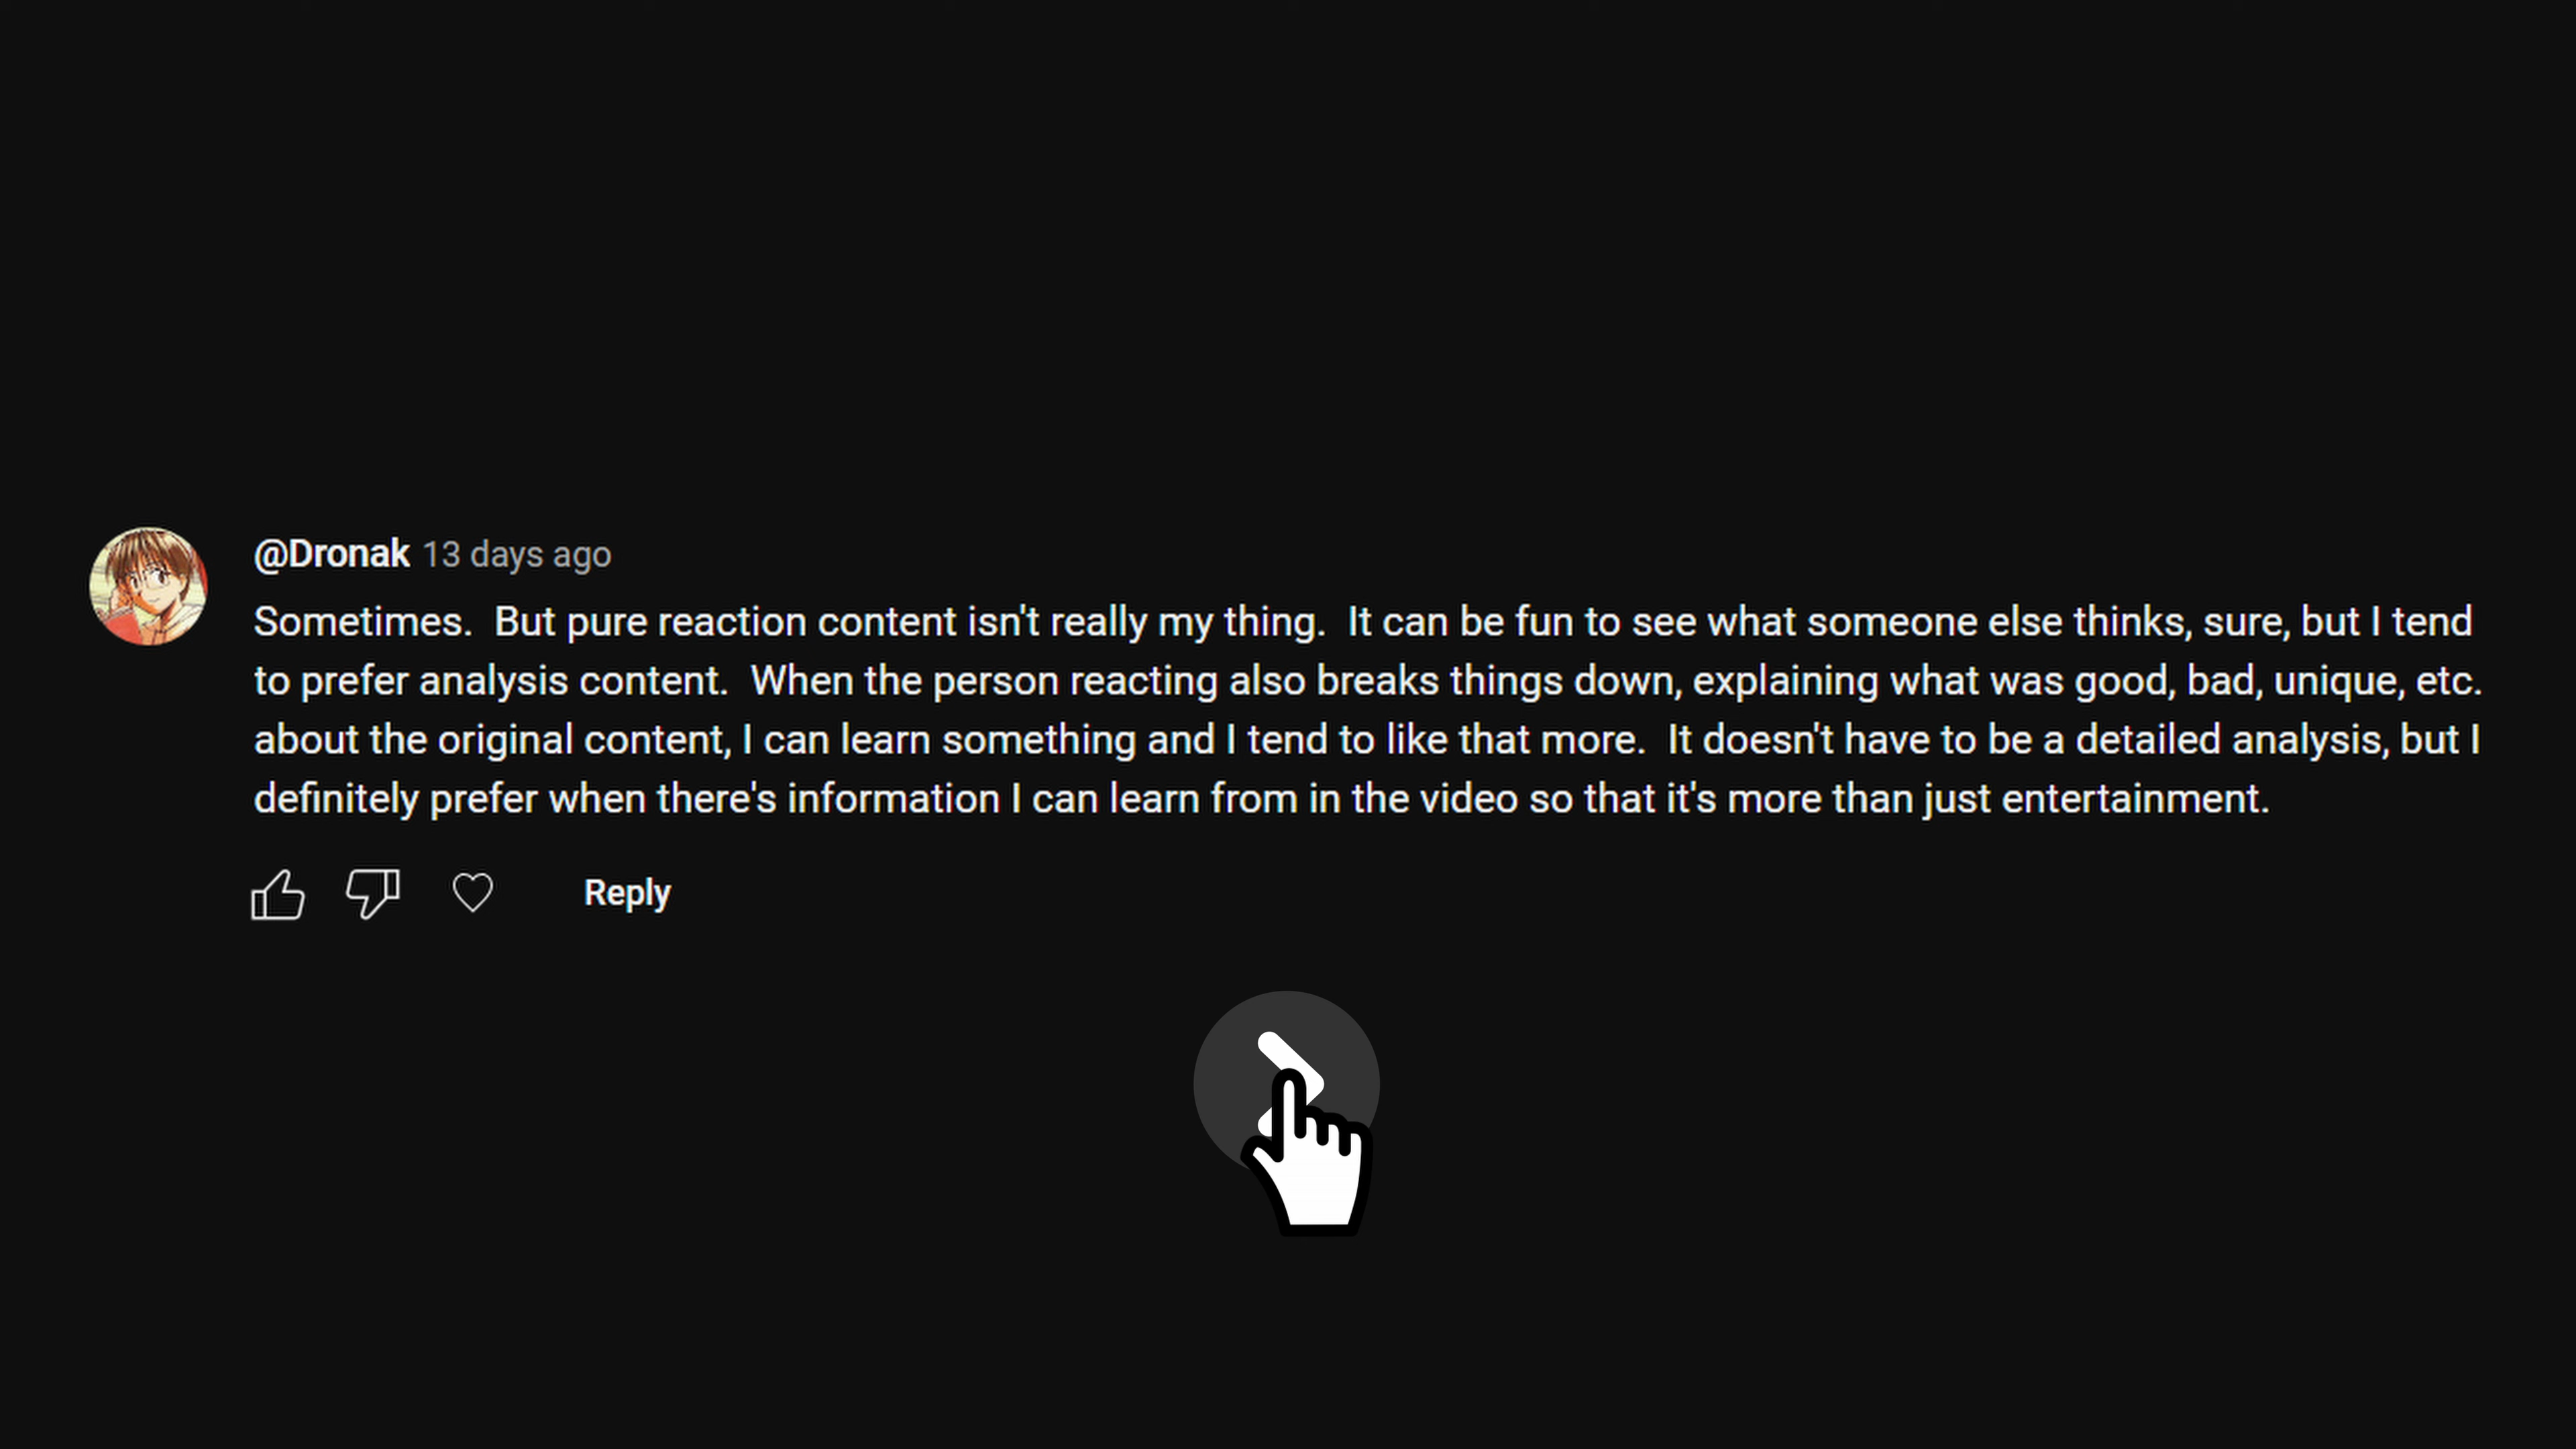 @Dronak 13 days ago
Sometimes.  But pure reaction content isn't really my thing.  It can be fun to see what someone else thinks, sure, but I tend
to prefer analysis content.  When the person reacting also breaks things down, explaining what was good, bad, unique, etc.
about the original content, I can learn something and I tend to like that more.  It doesn't have to be a detailed analysis, but I
definitely prefer when there's information I can learn from in the video so that it's more than just entertainment.
Reply